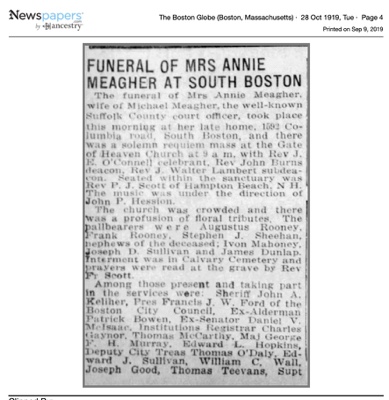 Newspapers
by ancestry
The Boston Globe (Boston, Massachusetts) · 28 Oct 1919, Tue · Page 4
Printed on Sep 9, 2019
FUNERAL OF MRS ANNIE
MEAGHER AT SOUTH BOSTON
The funeral of Mrs Annie Meagher,
wife of Michael Meagher, the well-known
Suffolk County court officer, took place
this morning at her late home, 1592 Co-
lumbia road, South Boston, and there
was a solemn requiem mass at the Gate
of Heaven Church at 9 a m, with Rev J.
E. O'Connell celebrant, Rev John Burns
deacon, Rev J. Walter Lambert subdea-
con. Seated within the sanctuary was
Rev P. J. Scott of Hampton Beach, N H.
The music was under the direction of
John P. Hession.
The church was crowded and there
was a profusion of floral tributes. The
pallbearers were Augustus Rooney,
Frank Rooney, Stephen J. Sheehan,
nephews of the deceased; Ivon Mahoney,
Joseph D. Sullivan and James Dunlap.
Interment was in Calvary Cemetery and
prayers were read at the grave by Rev
Fr Scott.
Among those present and taking part
in the services were: Sheriff John A.
Keliher, Pres Francis J. W. Ford of the
Boston City Council, Ex-Alderman
Patrick Bowen, Ex-Senator Daniel V.
McIsaac, Institutions Registrar Charles
Gaynor, Thomas McCarthy, Maj George
F. H. Murray, Edward L. Hopkins,
Deputy City Treas Thomas O'Daly, Ed-
ward J. Sullivan, William C. Wall,
Joseph Good, Thomas Teevans, Supt